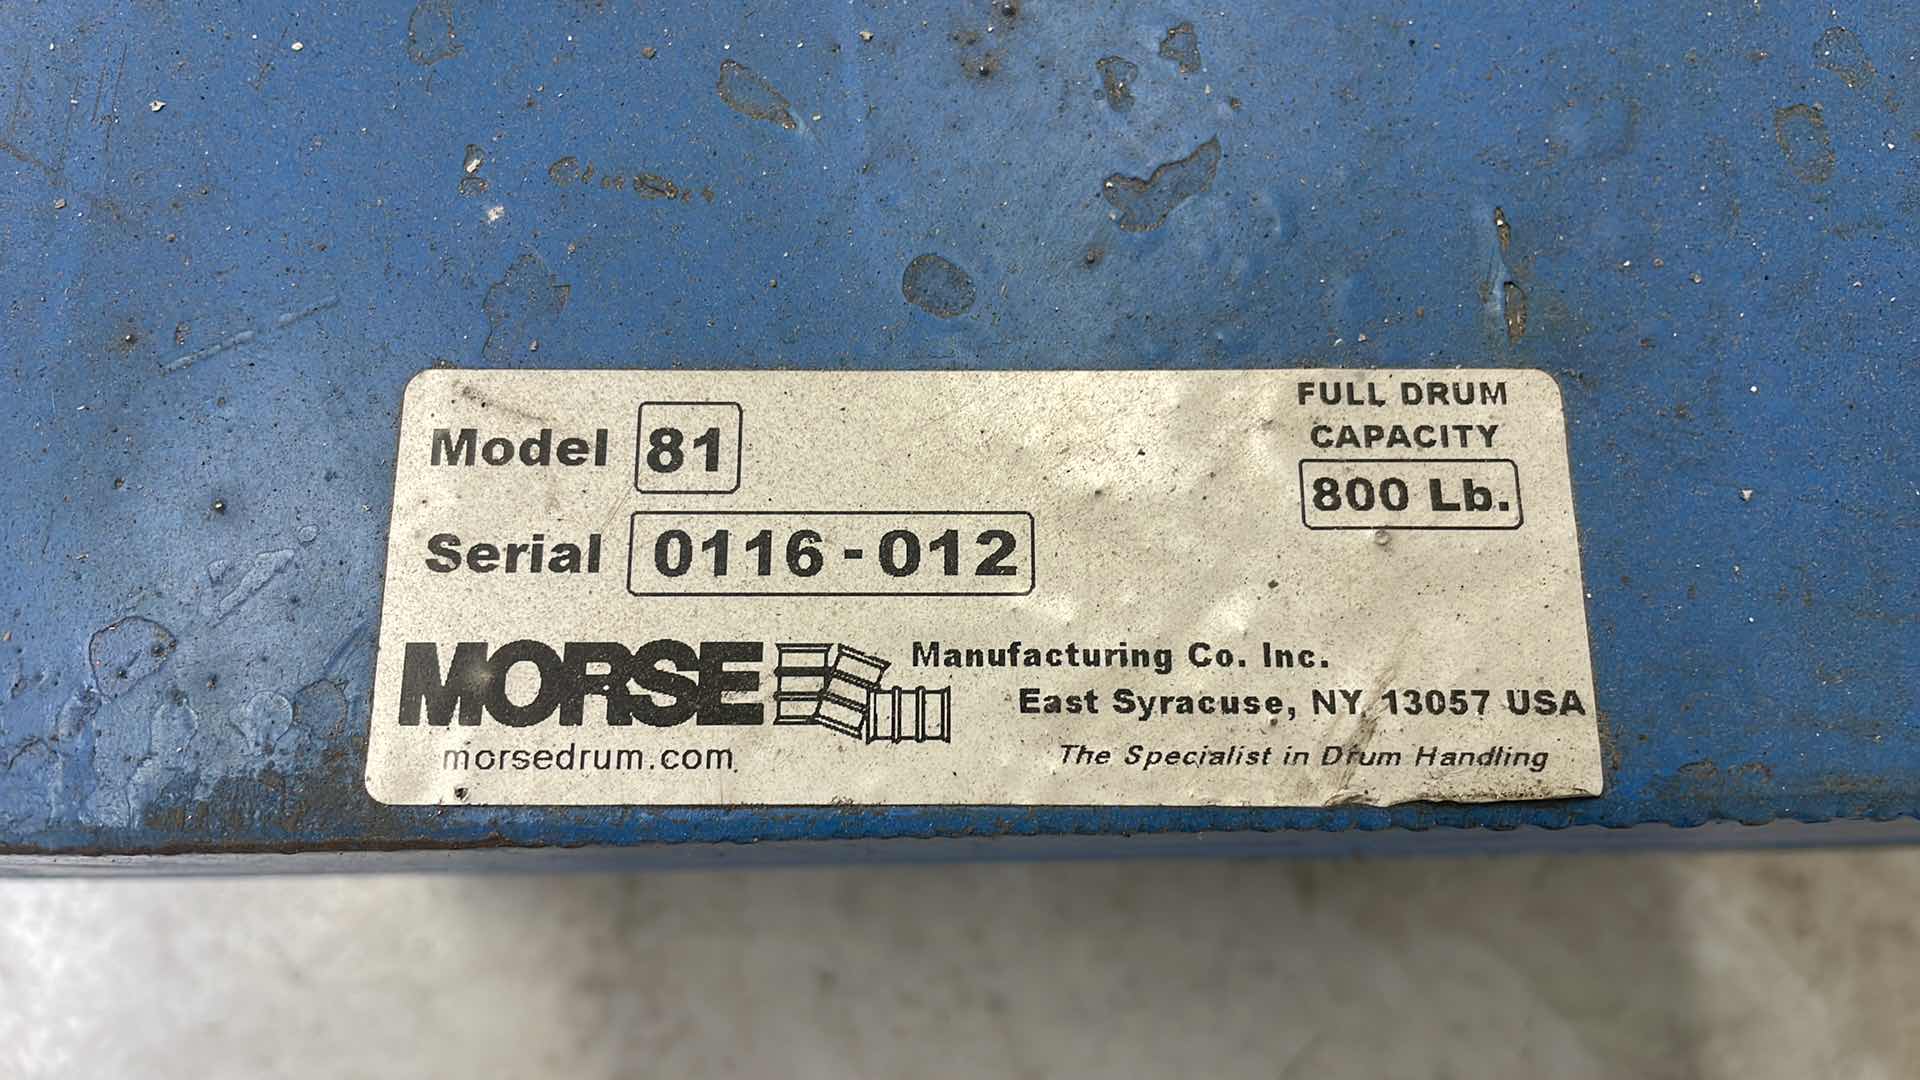 Model 81
FULL DRUM
CAPACITY
800 Lb.
Serial 0116-012
MORSE Manufacturing Co. Inc.
East Syracuse, NY 13057 USA
morsedrum.com
The Specialist in Drum Handling